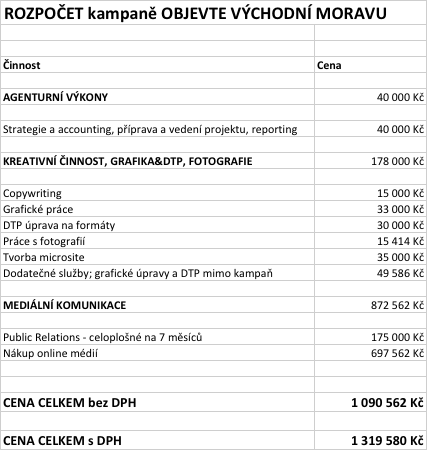 ROZPOČET kampaně OBJEVTE VÝCHODNÍ MORAVU
Činnost Cena
AGENTURNÍ VÝKONY 40 000 Kč
Strategie a accounting, příprava a vedení projektu, reporting 40 000 Kč
KREATIVNÍ ČINNOST, GRAFIKA&DTP, FOTOGRAFIE 178 000 Kč
Copywriting 15 000 Kč
Grafické práce 33 000 Kč
DTP úprava na formáty 30 000 Kč
Práce s fotografií 15 414 Kč
Tvorba microsite 35 000 Kč
Dodatečné služby; grafické úpravy a DTP mimo kampaň 49 586 Kč
MEDIÁLNÍ KOMUNIKACE 872 562 Kč
Public Relations - celoplošné na 7 měsíců 175 000 Kč
Nákup online médií 697 562 Kč
CENA CELKEM bez DPH 1 090 562 Kč
CENA CELKEM s DPH 1 319 580 Kč